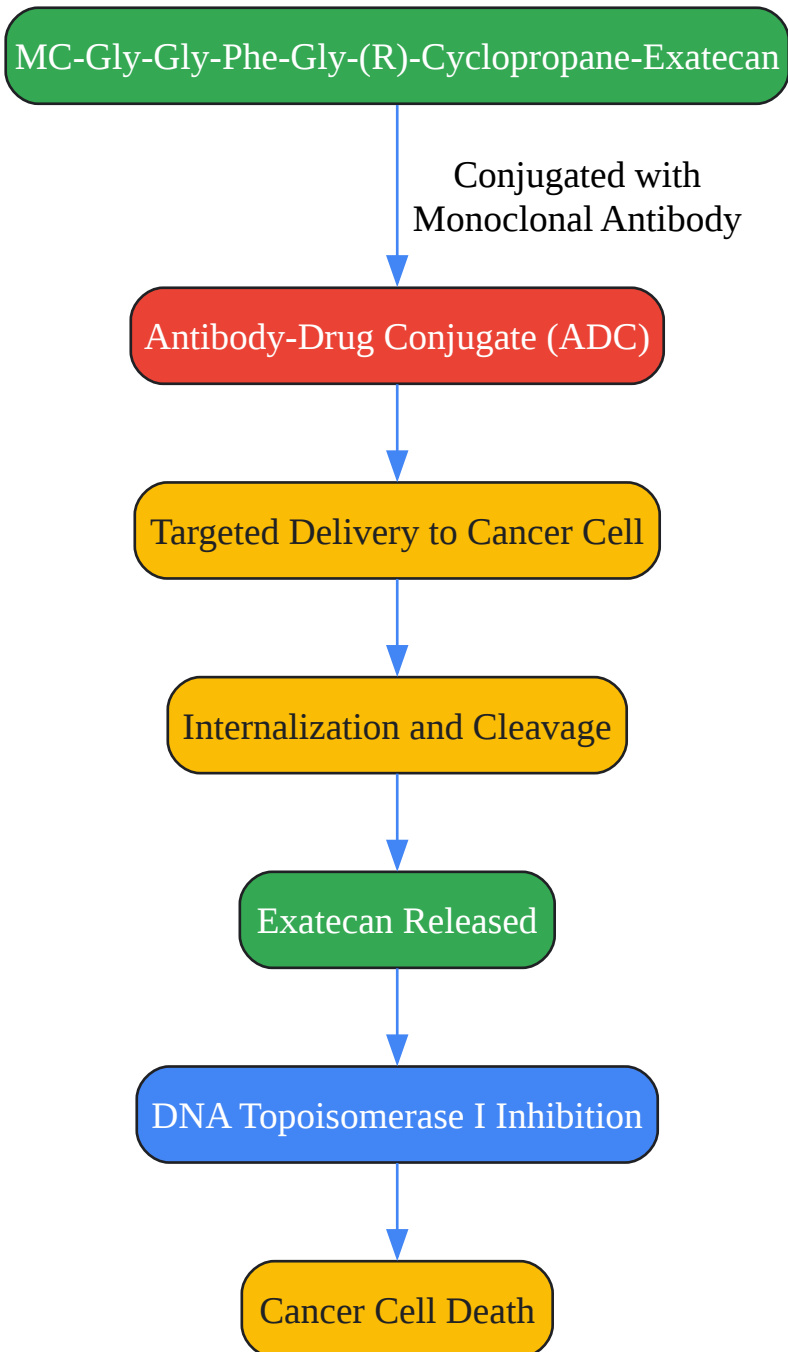 MC-Gly-Gly-Phe-Gly-(R)-Cyclopropane-Exatecan
Conjugated with
Monoclonal Antibody
Antibody-Drug Conjugate (ADC)
Targeted Delivery to Cancer Cell
Internalization and Cleavage
Exatecan Released
DNA Topoisomerase I Inhibition
Cancer Cell Death